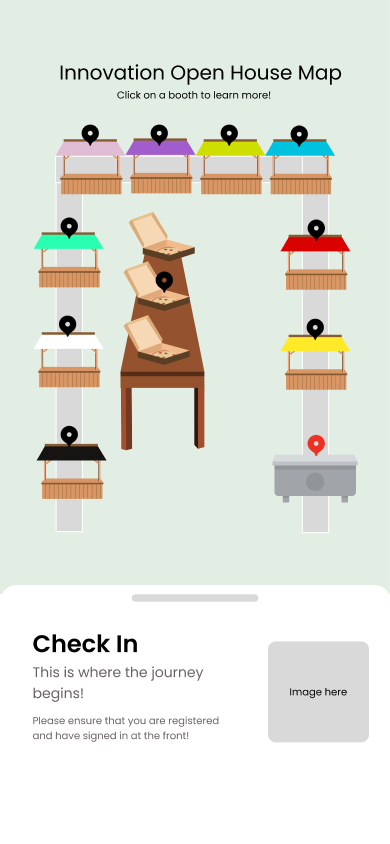 Innovation Open House Map
Click on a booth to learn more!
Check In
This is where the journey
begins!
Please ensure that you are registered
and have signed in at the front!
Image here